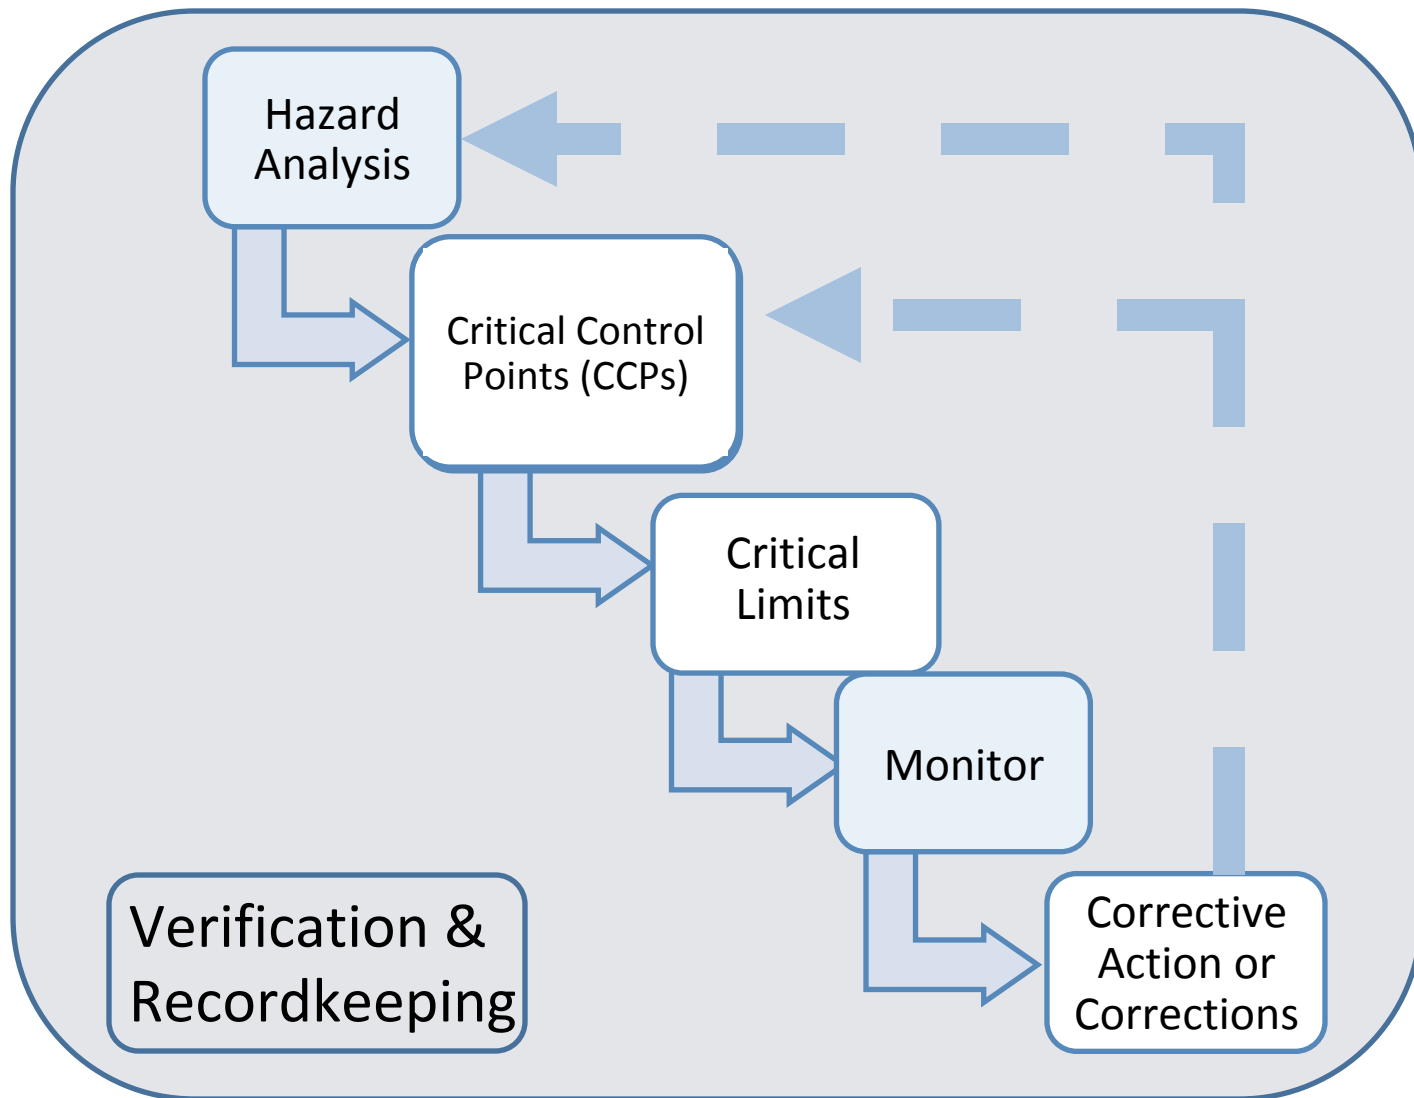 Hazard
Analysis
Critical Control
Points (CCPs)
Critical
Limits
Monitor
Corrective
Action or
Corrections
Verification &
Recordkeeping